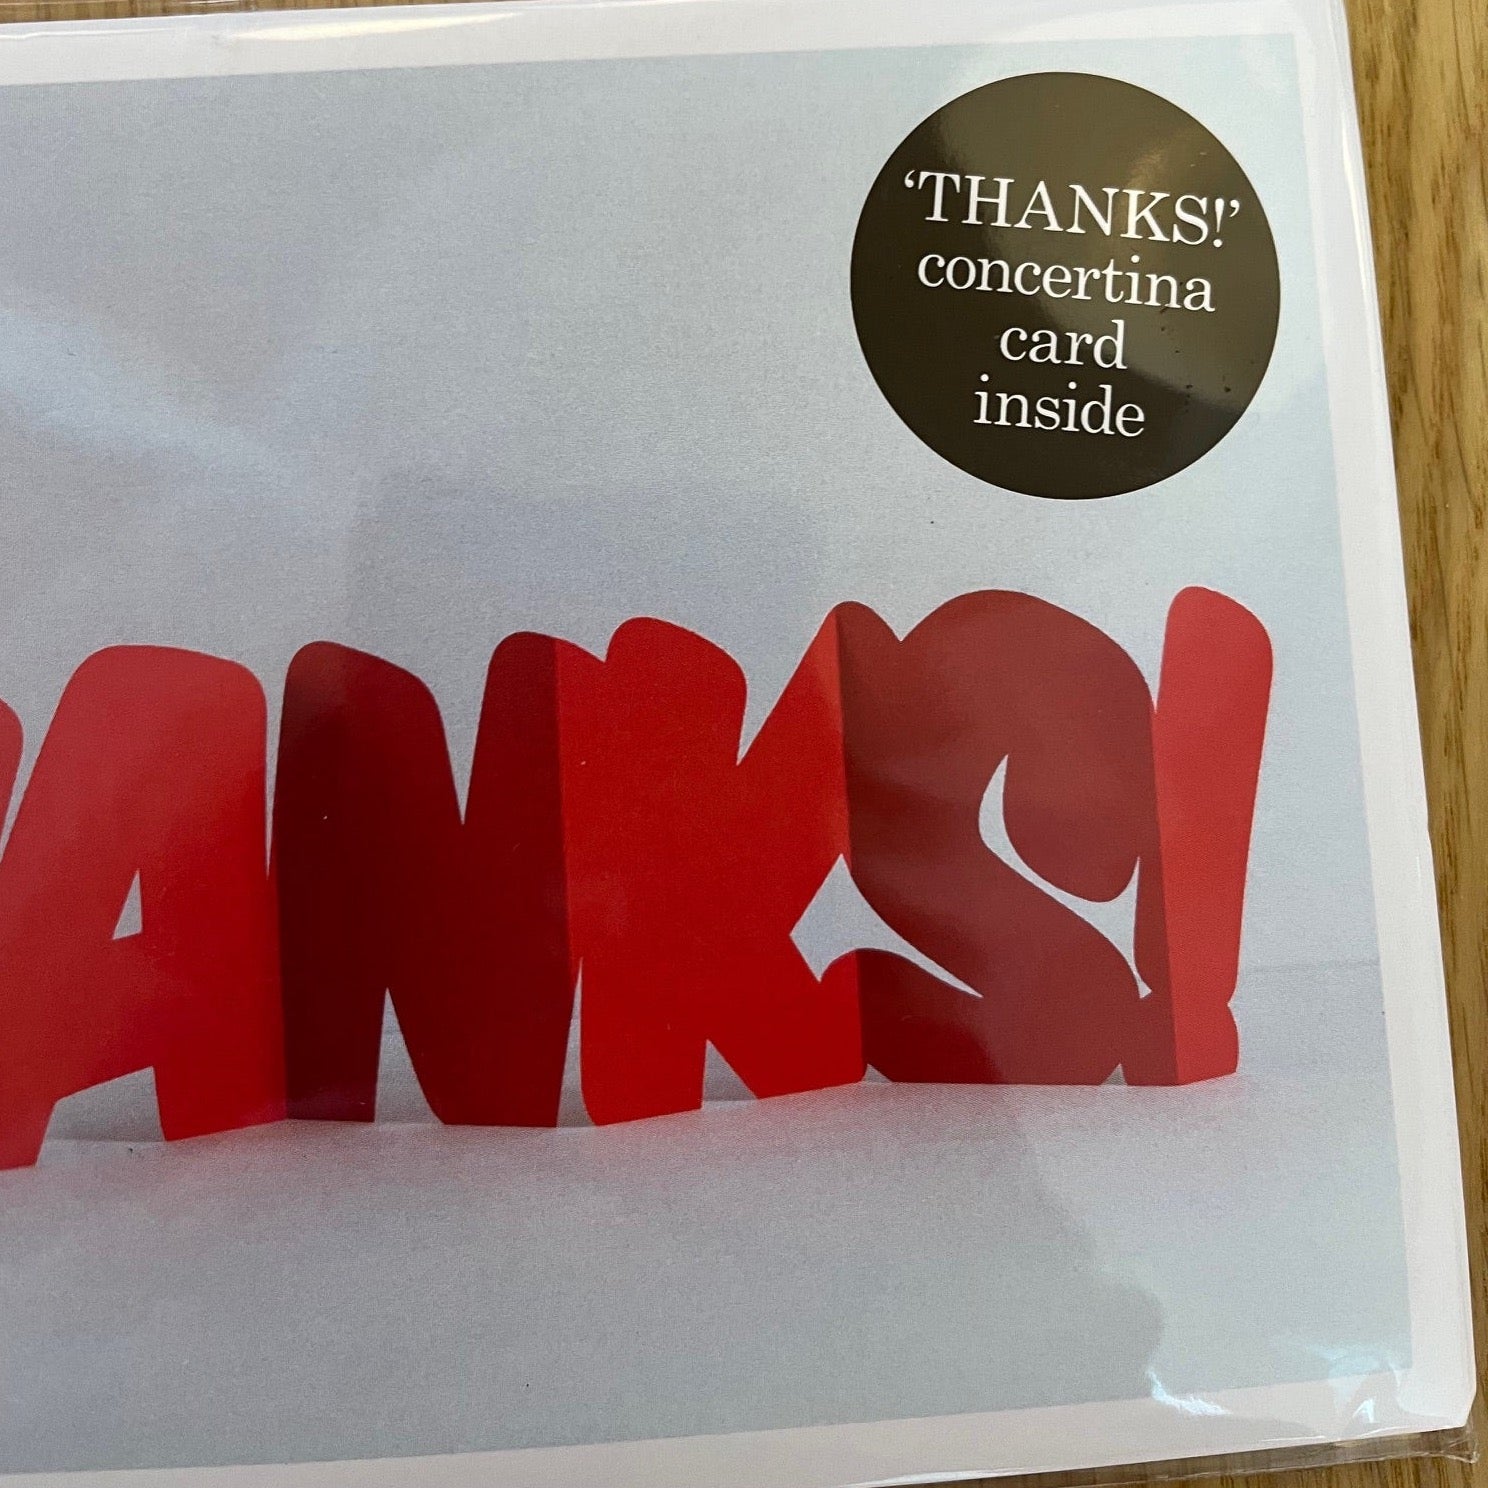 ‘THANKS!’
concertina
card
inside
ANKS!